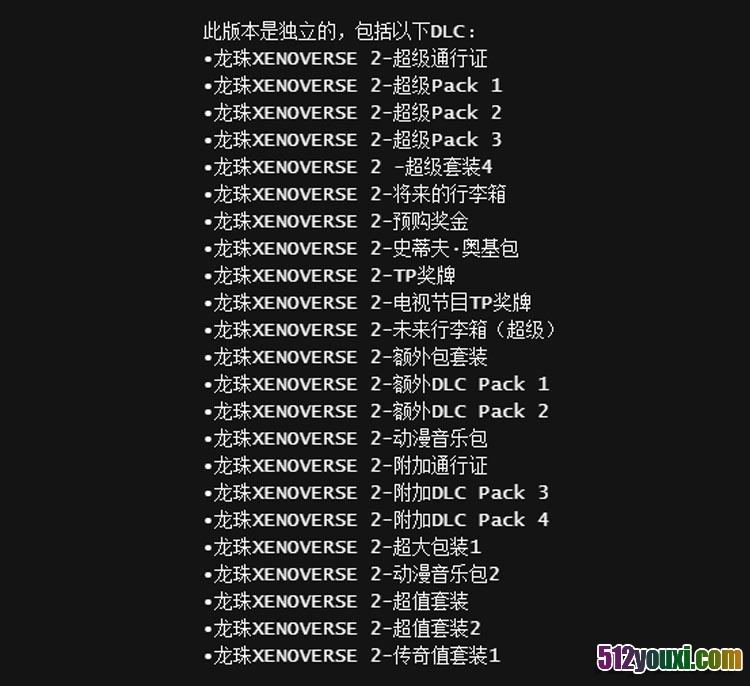 此版本是独立的，包括以下DLC：
•龙珠XENOVERSE 2-超级通行证
•龙珠XENOVERSE 2-超级Pack 1
•龙珠XENOVERSE 2-超级Pack 2
•龙珠XENOVERSE 2-超级Pack 3
•龙珠XENOVERSE 2 -超级套装4
•龙珠XENOVERSE 2-将来的行李箱
•龙珠XENOVERSE 2-预购奖金
•龙珠XENOVERSE 2-史蒂夫·奥基包
•龙珠XENOVERSE 2-TP奖牌
•龙珠XENOVERSE 2-电视节目TP奖牌
•龙珠XENOVERSE 2-未来行李箱（超级）
•龙珠XENOVERSE 2-额外包套装
•龙珠XENOVERSE 2-额外DLC Pack 1
•龙珠XENOVERSE 2-额外DLC Pack 2
•龙珠XENOVERSE 2-动漫音乐包
•龙珠XENOVERSE 2-附加通行证
•龙珠XENOVERSE 2-附加DLC Pack 3
•龙珠XENOVERSE 2-附加DLC Pack 4
•龙珠XENOVERSE 2-超大包装1
•龙珠XENOVERSE 2-动漫音乐包2
•龙珠XENOVERSE 2-超值套装
•龙珠XENOVERSE 2-超值套装2
•龙珠XENOVERSE 2-传奇值套装1
512youxi.com